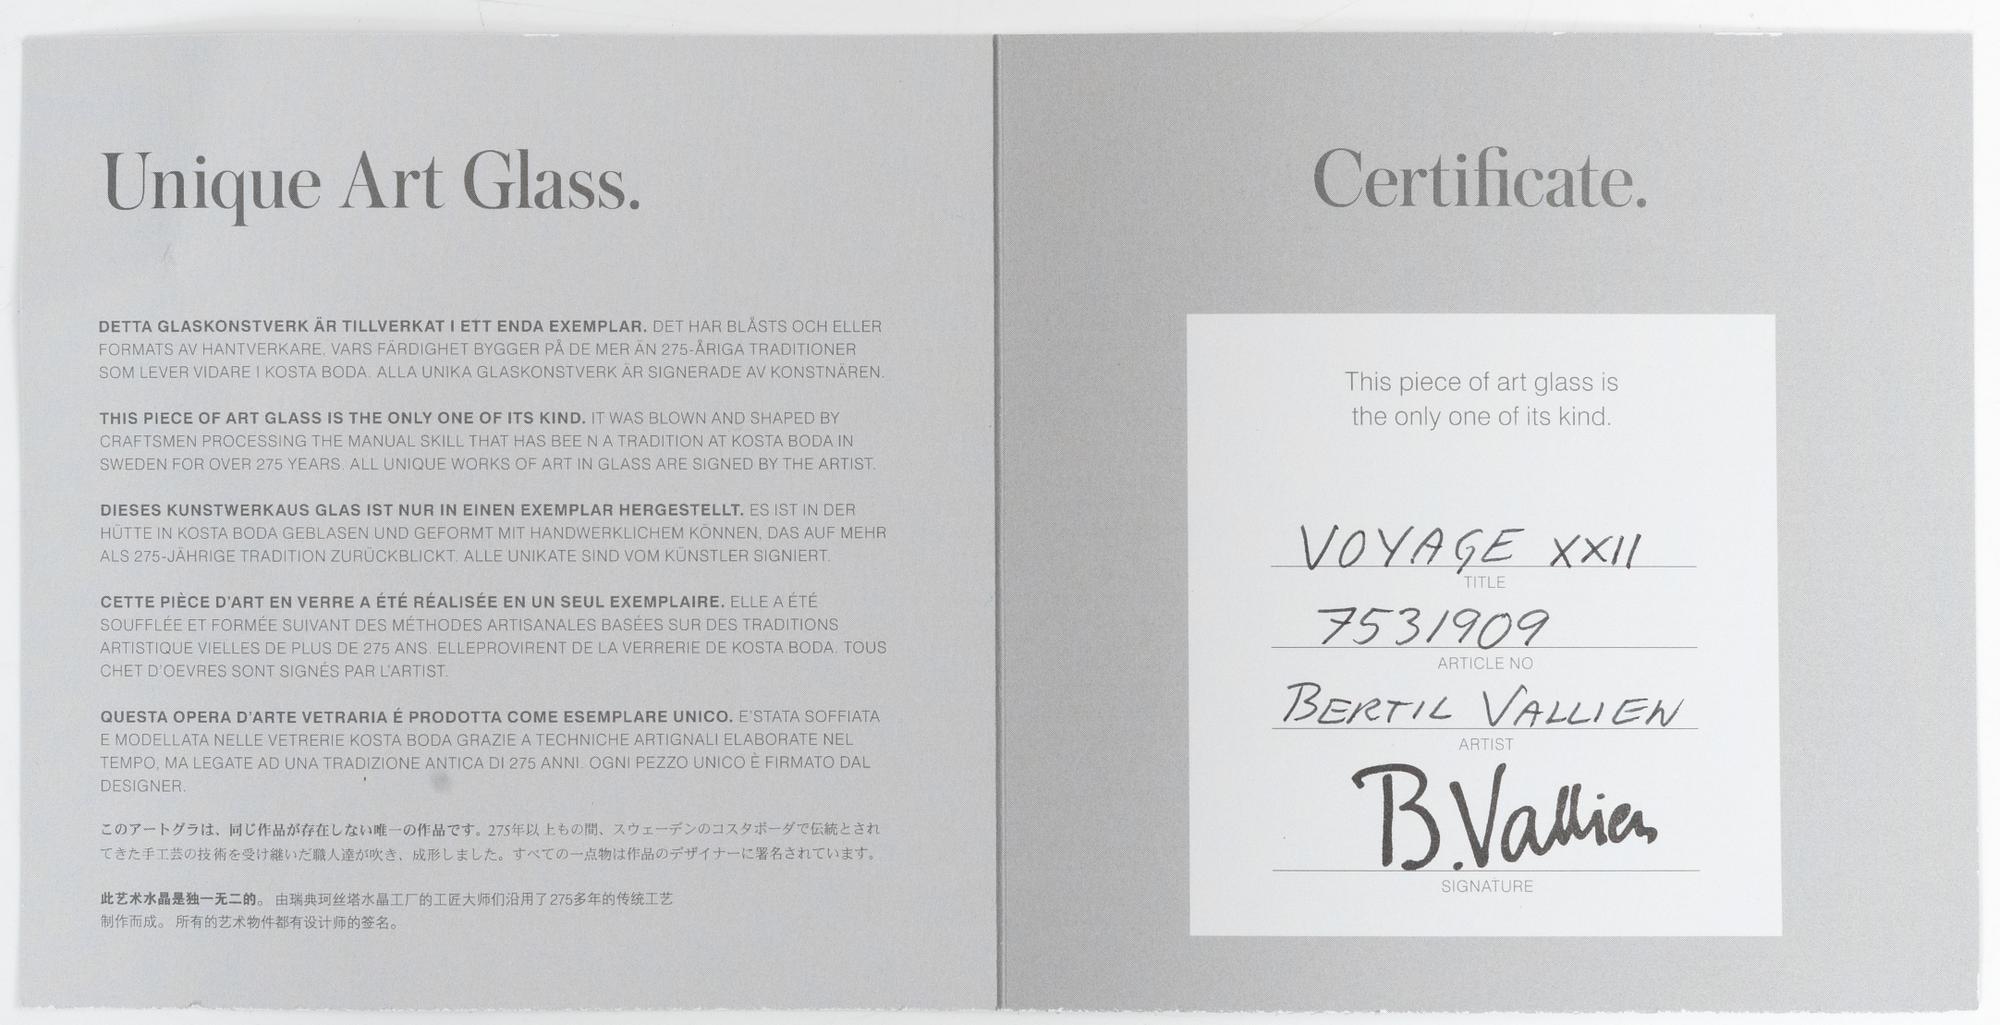 Unique Art Glass.
DETTA GLASKONSTVERK ÄR TILLVERKAT I ETT ENDA EXEMPLAR. DET HAR BLÅSTS OCH ELLER
FORMATS AV HANTVERKARE, VARS FÄRDIGHET BYGGER PÅ DE MER ÄN 275-ÅRIGA TRADITIONER
SOM LEVER VIDARE I KOSTA BODA. ALLA UNIKA GLASKONSTVERK ÄR SIGNERADE AV KONSTNÄREN.
THIS PIECE OF ART GLASS IS THE ONLY ONE OF ITS KIND. IT WAS BLOWN AND SHAPED BY
CRAFTSMEN PROCESSING THE MANUAL SKILL THAT HAS BEE N A TRADITION AT KOSTA BODA IN
SWEDEN FOR OVER 275 YEARS. ALL UNIQUE WORKS OF ART IN GLASS ARE SIGNED BY THE ARTIST.
DIESES KUNSTWERKAUS GLAS IST NUR IN EINEN EXEMPLAR HERGESTELLT. ES IST IN DER
HÜTTE IN KOSTA BODA GEBLASEN UND GEFORMT MIT HANDWERKLICHEM KÖNNEN, DAS AUF MEHR
ALS 275-JÄHRIGE TRADITION ZURÜCKBLICKT. ALLE UNIKATE SIND VOM KÜNSTLER SIGNIERT.
CETTE PIÈCE D'ART EN VERRE A ÉTÉ RÉALISÉE EN UN SEUL EXEMPLAIRE. ELLE A ÉTÉ
SOUFFLÉE ET FORMÉE SUIVANT DES MÉTHODES ARTISANALES BASÉES SUR DES TRADITIONS
ARTISTIQUE VIELLES DE PLUS DE 275 ANS. ELLEPROVIRENT DE LA VERRERIE DE KOSTA BODA. TOUS
CHET D'OEVRES SONT SIGNÉS PAR L'ARTIST.
QUESTA OPERA D'ARTE VETRARIA É PRODOTTA COME ESEMPLARE UNICO. E'STATA SOFFIATA
E MODELLATA NELLE VETRERIE KOSTA BODA GRAZIE A TECHNICHE ARTIGNALI ELABORATE NEL
TEMPO, MA LEGATE AD UNA TRADIZIONE ANTICA DI 275 ANNI. OGNI PEZZO UNICO È FIRMATO DAL
DESIGNER.
このアートグラは、同じ作品が存在しない唯一の作品です。275年以上もの間、スウェーデンのコスタボーダで伝統とされ
てきた手工芸の技術を受け継いだ職人達が吹き、成形しました。すべての一点物は作品のデザイナーに署名されています。
此艺术水晶是独一无二的。 由瑞典珂丝塔水晶工厂的工匠大师们沿用了275多年的传统工艺
制作而成。 所有的艺术物件都有设计师的签名。
Certificate.
This piece of art glass is
the only one of its kind.
VOYAGE XXII
TITLE
7531909
ARTICLE NO
BERTIL VALLIEN
ARTIST
B.Vallien
SIGNATURE